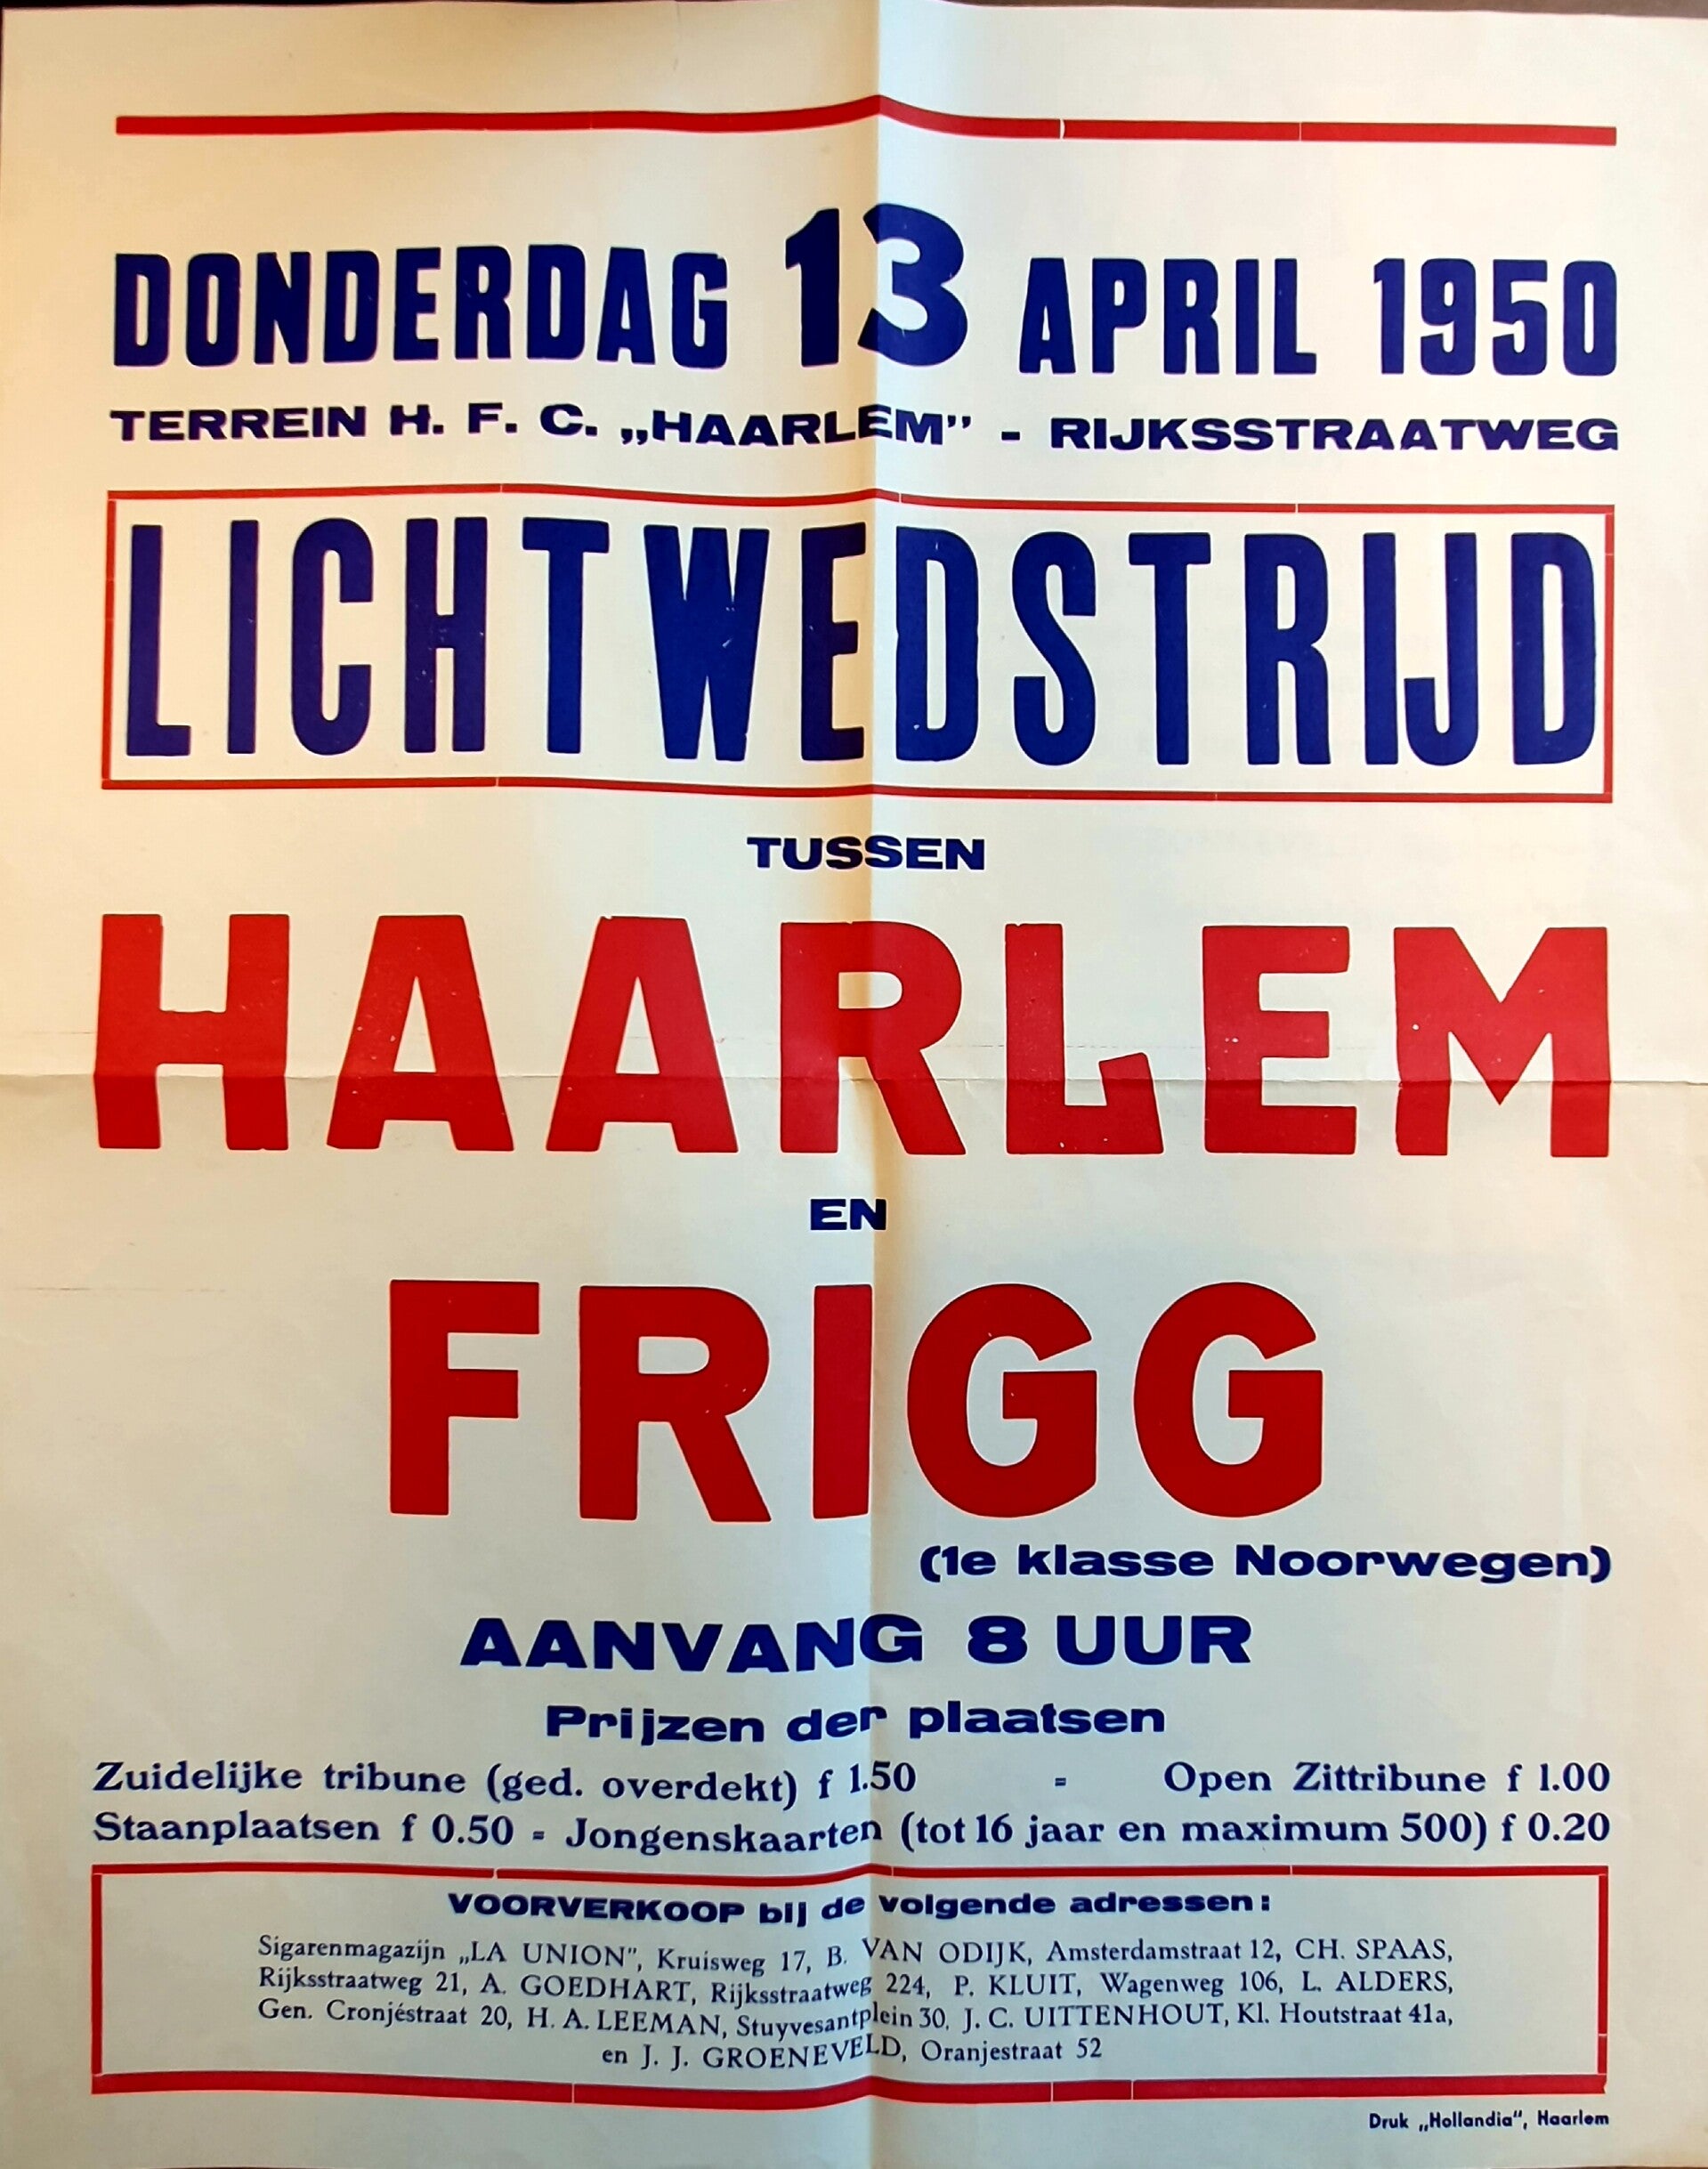 DONDERDAG 13 APRIL 1950
TERREIN H. F. C. „HAARLEM” - RIJKSSTRAATWEG
LICHTWEDSTRIJD
TUSSEN
HAARLEM
EN
FRIGG
(1e klasse Noorwegen)
AANVANG 8 UUR
Prijzen der plaatsen
Zuidelijke tribune (ged. overdekt) f 1.50 = Open Zittribune f 1.00
Staanplaatsen f 0.50 = Jongenskaarten (tot 16 jaar en maximum 500) f 0.20
VOORVERKOOP bij de volgende adressen:
Sigarenmagazijn „LA UNION”, Kruisweg 17, B. VAN ODIJK, Amsterdamstraat 12, CH. SPAAS,
Rijksstraatweg 21, A. GOEDHART, Rijksstraatweg 224, P. KLUIT, Wagenweg 106, L. ALDERS,
Gen. Cronjéstraat 20, H. A. LEEMAN, Stuyvesantplein 30, J. C. UITTENHOUT, Kl. Houtstraat 41a,
en J. J. GROENEVELD, Oranjestraat 52
Druk „Hollandia“, Haarlem